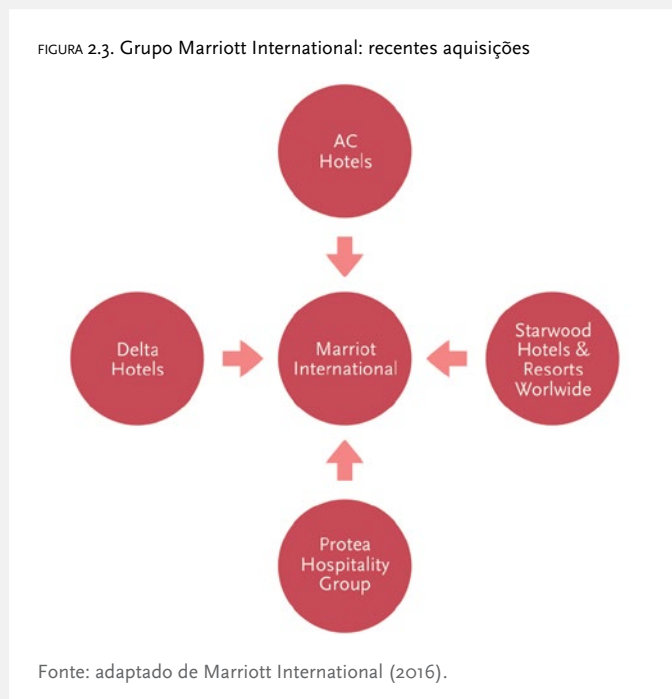 FIGURA 2.3. Grupo Marriott International: recentes aquisições
AC
Hotels
Delta
Hotels
Marriot
International
Starwood
Hotels &
Resorts
Worlwide
Protea
Hospitality
Group
Fonte: adaptado de Marriott International (2016).